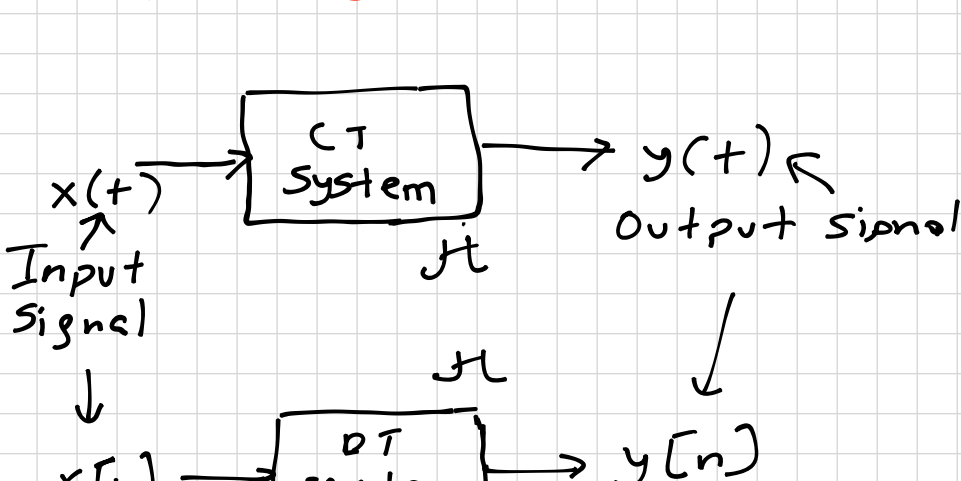 CT
System
x(t)
y(t)
Output signal
H
Input
Signal
H
DT
y[n]